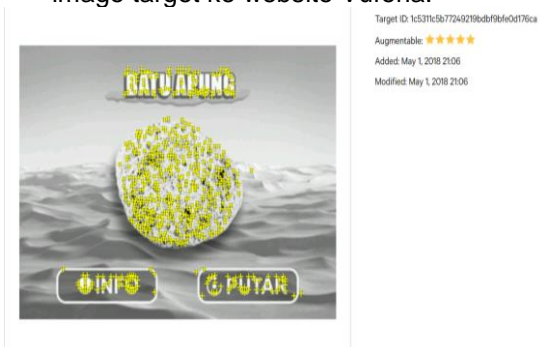 image target ke website Vuforia.
Target ID: 1c5311c5b77249219bdbf9bfe0d176ca
Augmentable:
Added: May 1, 2018 21:06
Modified: May 1, 2018 21:06
BATU APUNG
INFO
PUTAR